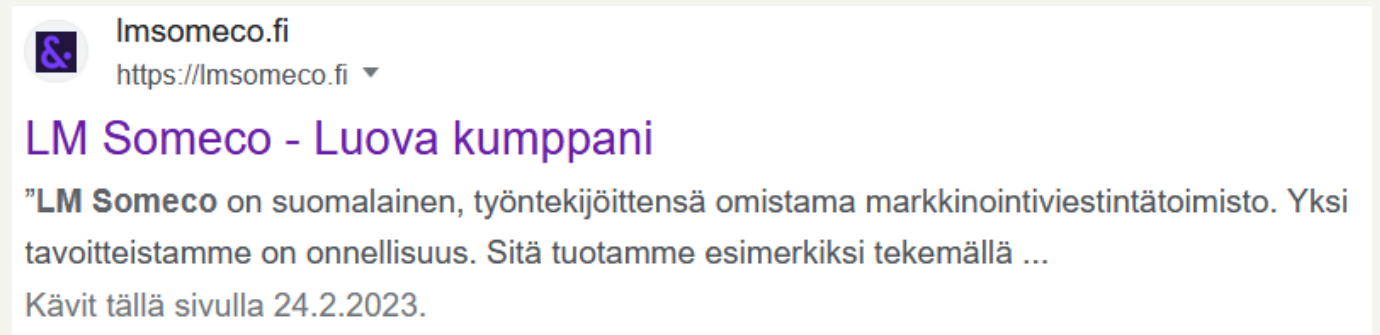 &.
lmsomeco.fi
https://lmsomeco.fi
LM Someco - Luova kumppani
”LM Someco on suomalainen, työntekijöittensä omistama markkinointiviestintätoimisto. Yksi
tavoitteistamme on onnellisuus. Sitä tuotamme esimerkiksi tekemällä ...
Kävit tällä sivulla 24.2.2023.